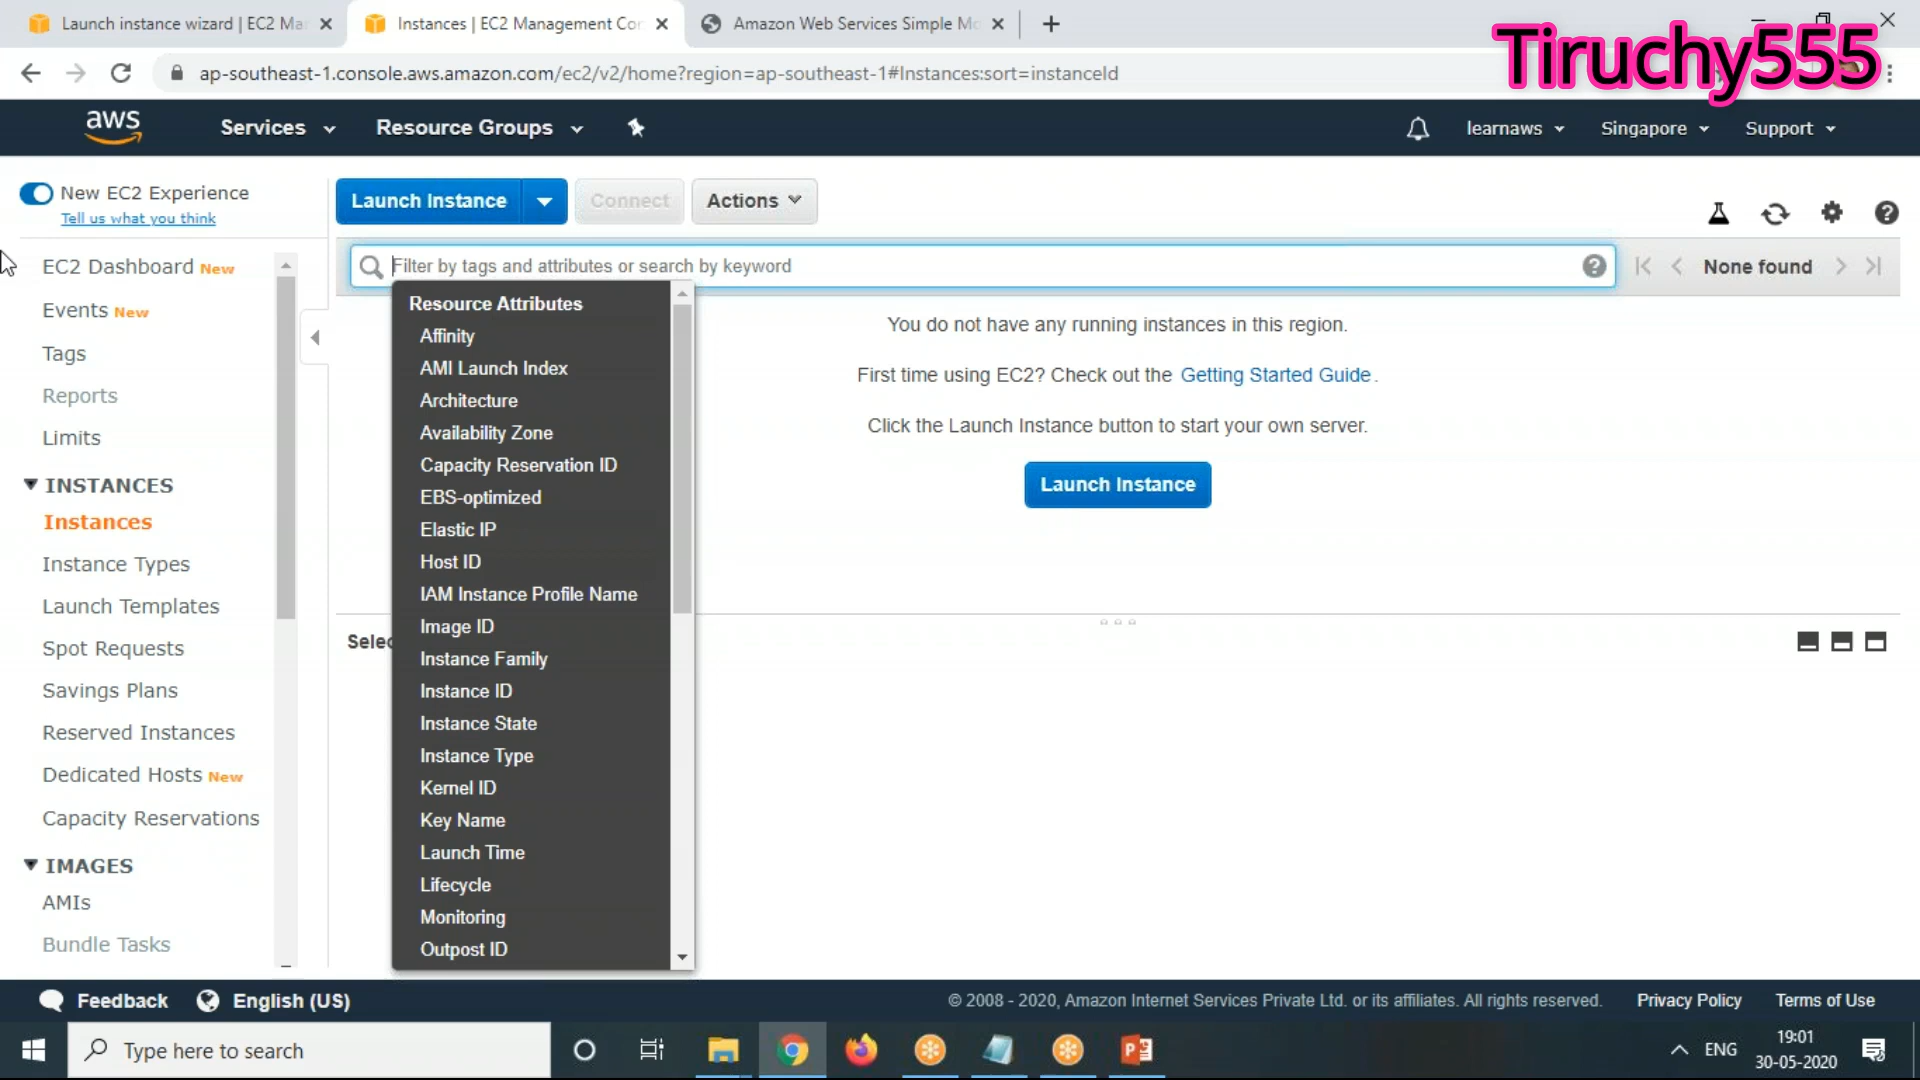 Launch instance wizard | EC2 Ma
Instances | EC2 Management Co
Amazon Web Services Simple Mo
Tiruchy555
ap-southeast-1.console.aws.amazon.com/ec2/v2/home?region=ap-southeast-1#Instances:sort=instanceId
aws
Services
Resource Groups
learnaws
Singapore
Support
New EC2 Experience
Tell us what you think
Launch Instance
Connect
Actions
EC2 Dashboard New
Events New
Tags
Reports
Limits
INSTANCES
Instances
Instance Types
Launch Templates
Spot Requests
Savings Plans
Reserved Instances
Dedicated Hosts New
Capacity Reservations
IMAGES
AMIs
Bundle Tasks
Filter by tags and attributes or search by keyword
None found
Resource Attributes
Affinity
AMI Launch Index
Architecture
Availability Zone
Capacity Reservation ID
EBS-optimized
Elastic IP
Host ID
IAM Instance Profile Name
Image ID
Instance Family
Instance ID
Instance State
Instance Type
Kernel ID
Key Name
Launch Time
Lifecycle
Monitoring
Outpost ID
You do not have any running instances in this region.
First time using EC2? Check out the Getting Started Guide.
Click the Launch Instance button to start your own server.
Launch Instance
Selec
Feedback
English (US)
© 2008 - 2020, Amazon Internet Services Private Ltd. or its affiliates. All rights reserved.
Privacy Policy
Terms of Use
Type here to search
ENG
19:01
30-05-2020